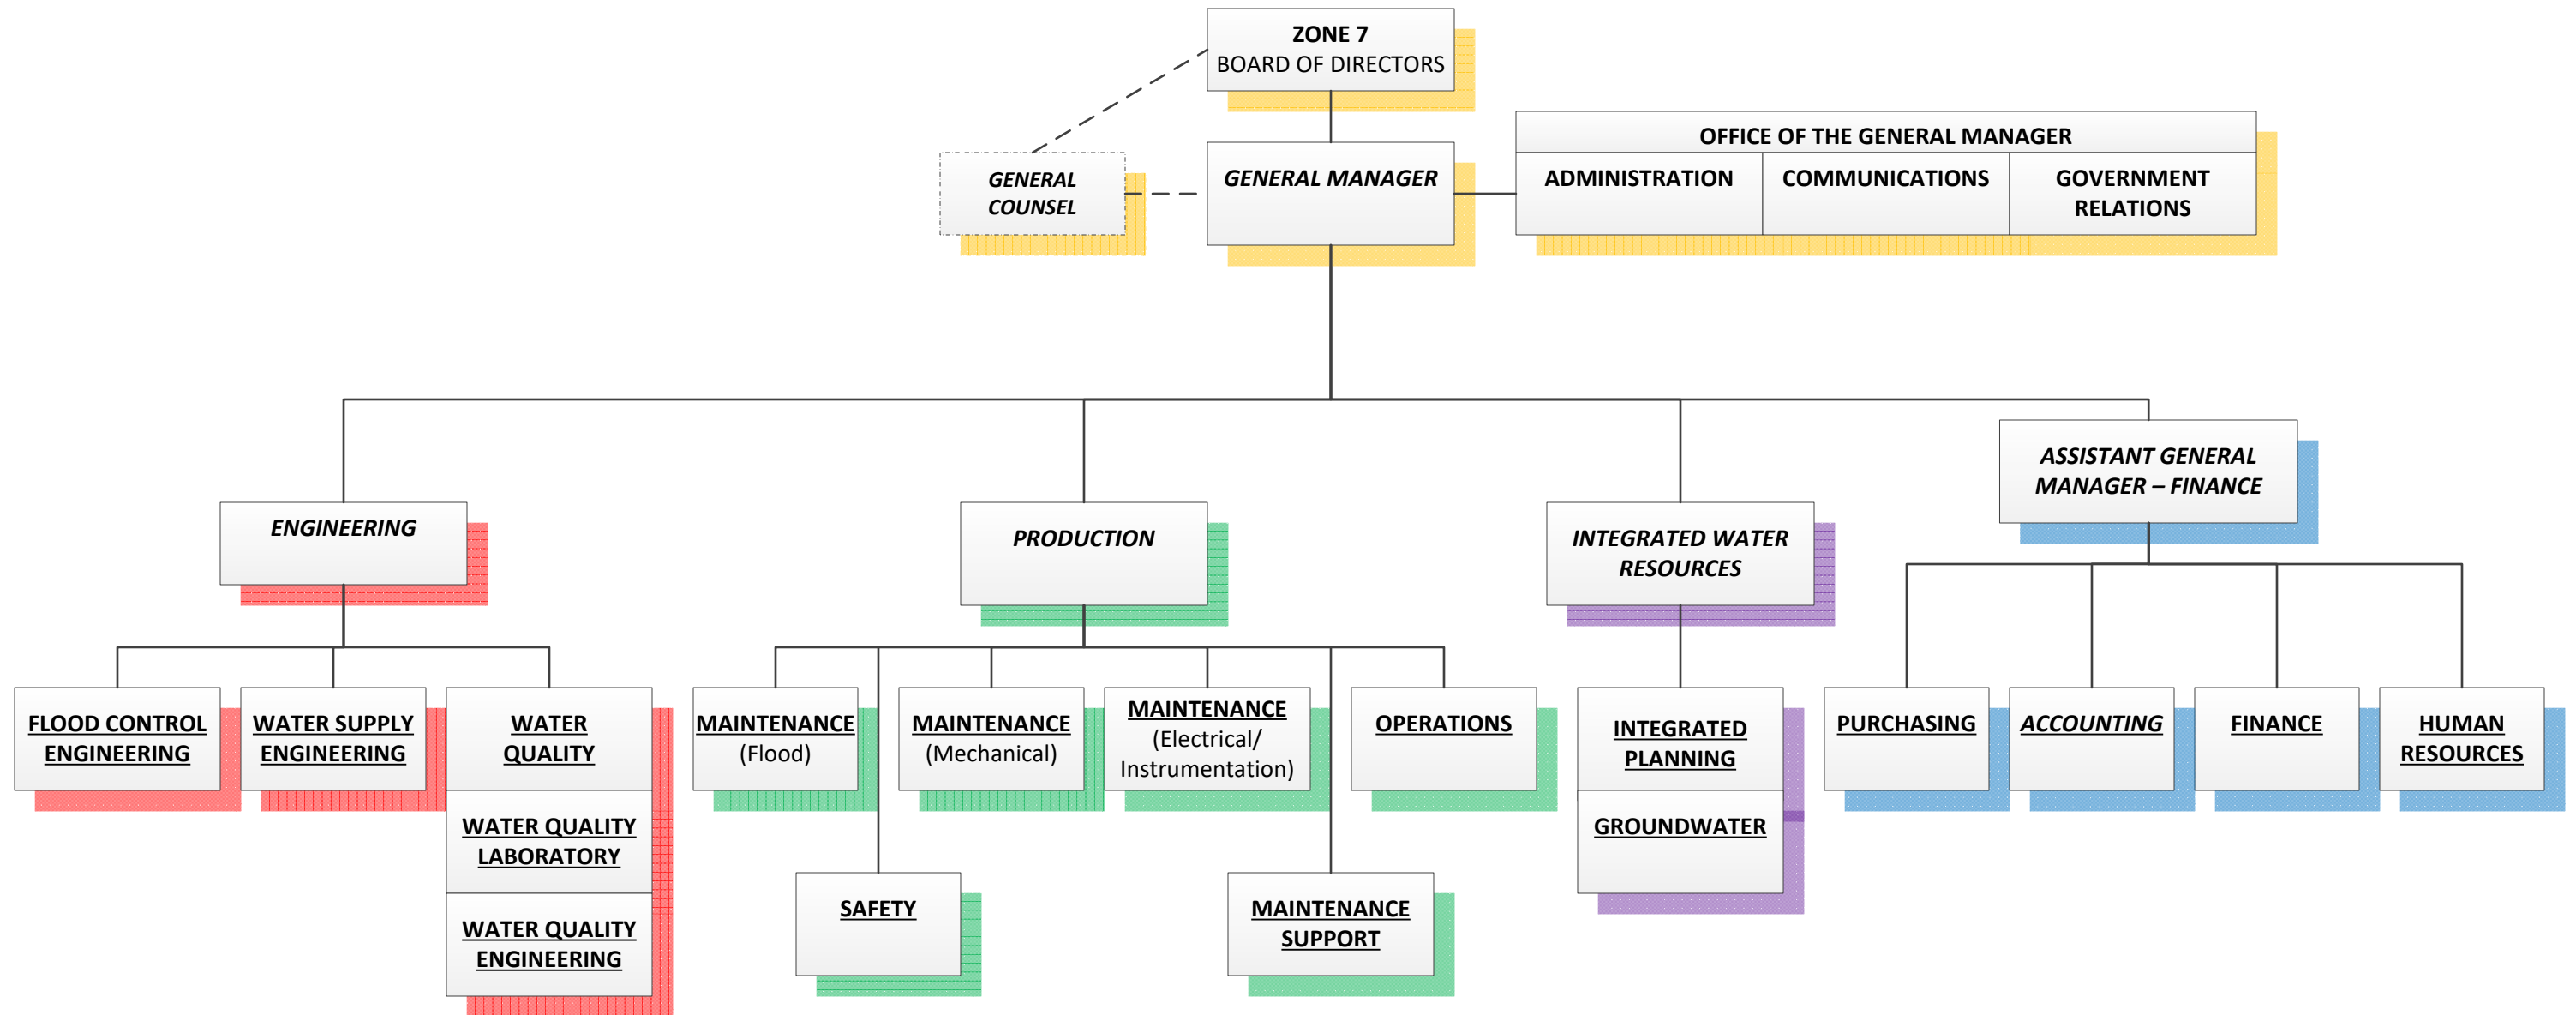 ZONE 7
BOARD OF DIRECTORS
OFFICE OF THE GENERAL MANAGER
GENERAL
COUNSEL
GENERAL MANAGER
ADMINISTRATION
COMMUNICATIONS
GOVERNMENT
RELATIONS
ASSISTANT GENERAL
MANAGER – FINANCE
ENGINEERING
PRODUCTION
INTEGRATED WATER
RESOURCES
FLOOD CONTROL
ENGINEERING
WATER SUPPLY
ENGINEERING
WATER
QUALITY
WATER QUALITY
LABORATORY
WATER QUALITY
ENGINEERING
MAINTENANCE
(Flood)
MAINTENANCE
(Mechanical)
MAINTENANCE
(Electrical/
Instrumentation)
OPERATIONS
SAFETY
MAINTENANCE
SUPPORT
INTEGRATED
PLANNING
GROUNDWATER
PURCHASING
ACCOUNTING
FINANCE
HUMAN
RESOURCES